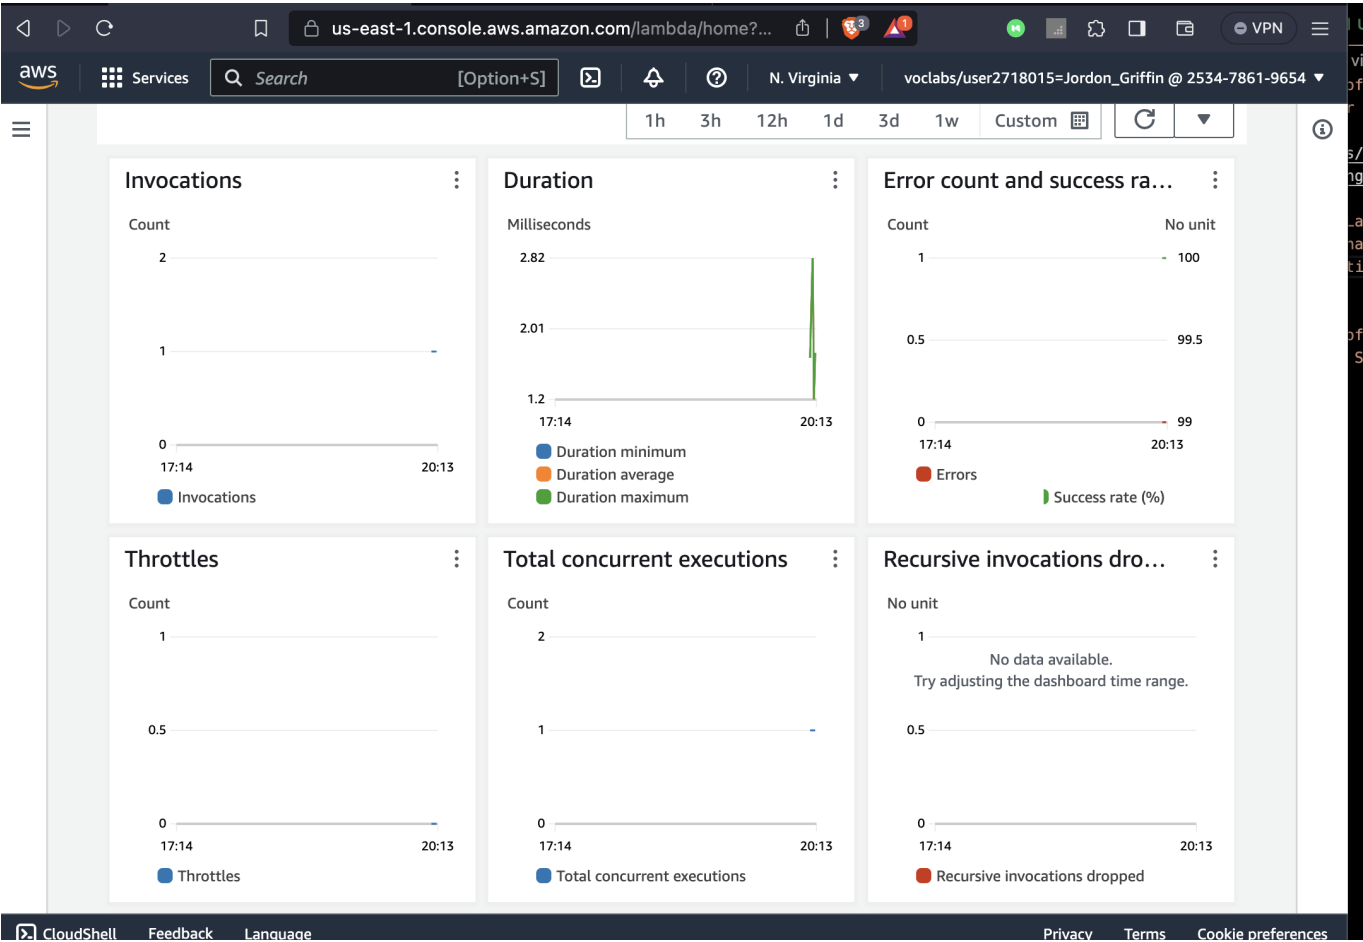 us-east-1.console.aws.amazon.com/lambda/home?...
3
1
VPN
aws
Services
Search
[Option+S]
N. Virginia
voclabs/user2718015=Jordon_Griffin @ 2534-7861-9654
1h 3h 12h 1d 3d 1w Custom
Invocations
Count
2
1
0
17:14 20:13
Invocations
Duration
Milliseconds
2.82
2.01
1.2
17:14 20:13
Duration minimum
Duration average
Duration maximum
Error count and success ra...
Count No unit
1 100
0.5 99.5
0 99
17:14 20:13
Errors
Success rate (%)
Throttles
Count
1
0.5
0
17:14 20:13
Throttles
Total concurrent executions
Count
2
1
0
17:14 20:13
Total concurrent executions
Recursive invocations dro...
No unit
1
No data available.
Try adjusting the dashboard time range.
0.5
0
17:14 20:13
Recursive invocations dropped
CloudShell Feedback Language Privacy Terms Cookie preferences